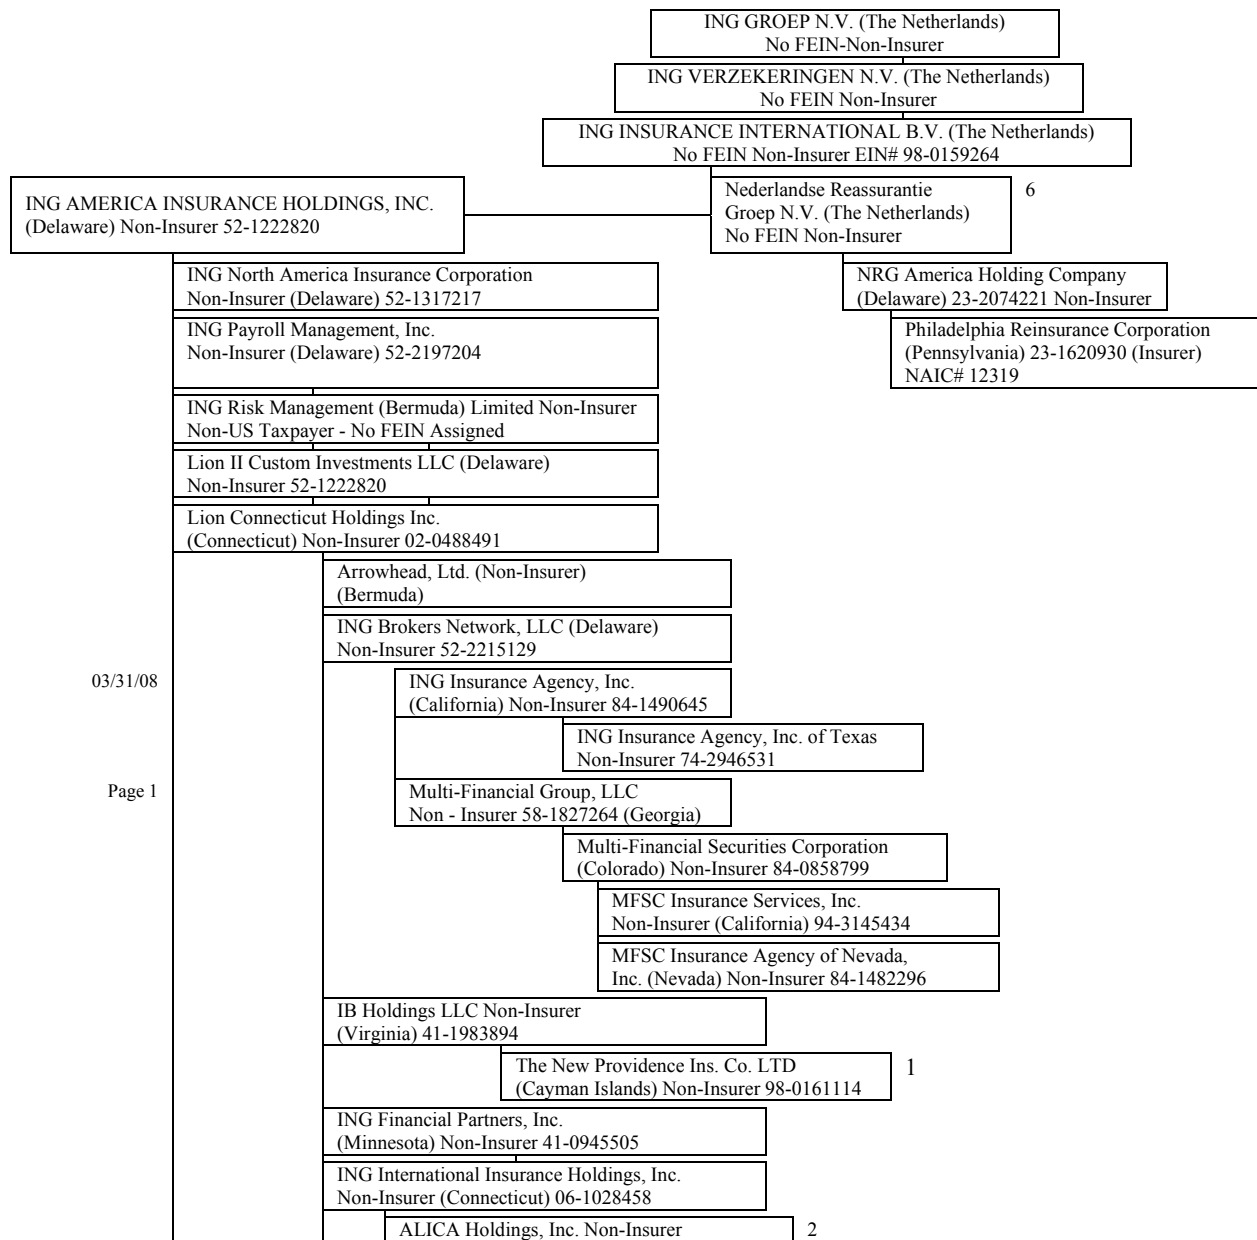 ING GROEP N.V. (The Netherlands)
No FEIN-Non-Insurer
ING VERZEKERINGEN N.V. (The Netherlands)
No FEIN Non-Insurer
ING INSURANCE INTERNATIONAL B.V. (The Netherlands)
No FEIN Non-Insurer EIN# 98-0159264
ING AMERICA INSURANCE HOLDINGS, INC.
(Delaware) Non-Insurer 52-1222820
Nederlandse Reassurantie
Groep N.V. (The Netherlands)
No FEIN Non-Insurer
6
ING North America Insurance Corporation
Non-Insurer (Delaware) 52-1317217
NRG America Holding Company
(Delaware) 23-2074221 Non-Insurer
ING Payroll Management, Inc.
Non-Insurer (Delaware) 52-2197204
Philadelphia Reinsurance Corporation
(Pennsylvania) 23-1620930 (Insurer)
NAIC# 12319
ING Risk Management (Bermuda) Limited Non-Insurer
Non-US Taxpayer - No FEIN Assigned
Lion II Custom Investments LLC (Delaware)
Non-Insurer 52-1222820
Lion Connecticut Holdings Inc.
(Connecticut) Non-Insurer 02-0488491
Arrowhead, Ltd. (Non-Insurer)
(Bermuda)
ING Brokers Network, LLC (Delaware)
Non-Insurer 52-2215129
03/31/08
ING Insurance Agency, Inc.
(California) Non-Insurer 84-1490645
ING Insurance Agency, Inc. of Texas
Non-Insurer 74-2946531
Page 1
Multi-Financial Group, LLC
Non - Insurer 58-1827264 (Georgia)
Multi-Financial Securities Corporation
(Colorado) Non-Insurer 84-0858799
MFSC Insurance Services, Inc.
Non-Insurer (California) 94-3145434
MFSC Insurance Agency of Nevada,
Inc. (Nevada) Non-Insurer 84-1482296
IB Holdings LLC Non-Insurer
(Virginia) 41-1983894
The New Providence Ins. Co. LTD
(Cayman Islands) Non-Insurer 98-0161114
1
ING Financial Partners, Inc.
(Minnesota) Non-Insurer 41-0945505
ING International Insurance Holdings, Inc.
Non-Insurer (Connecticut) 06-1028458
ALICA Holdings, Inc. Non-Insurer
2